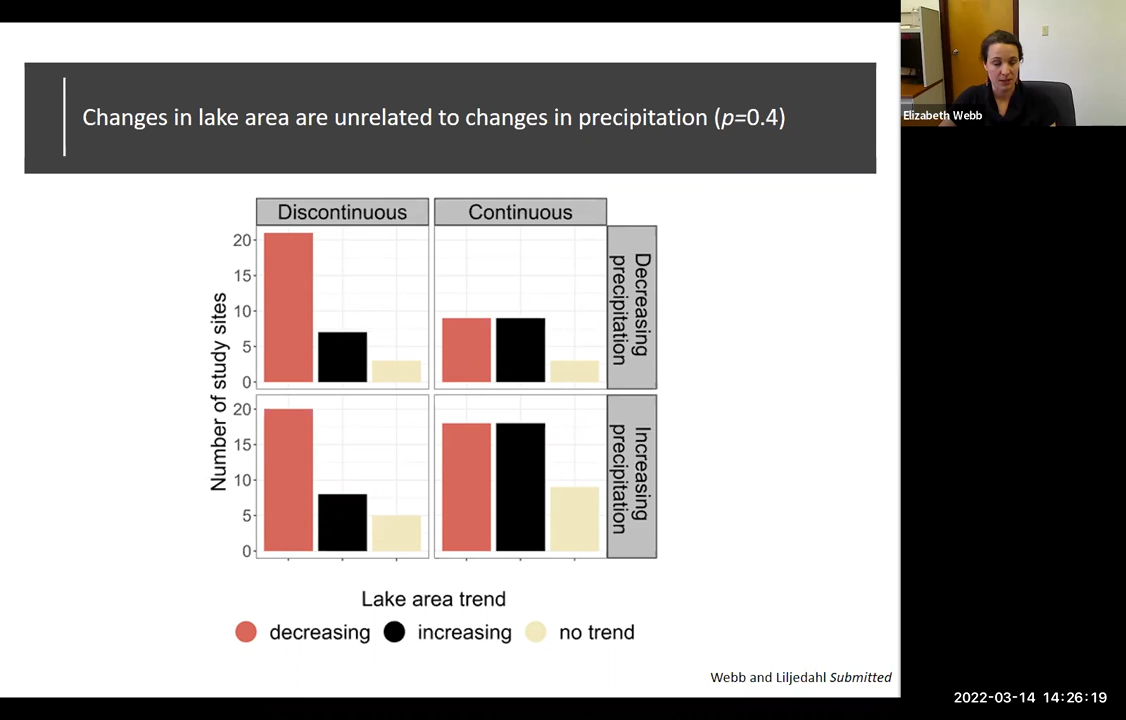 Changes in lake area are unrelated to changes in precipitation (p=0.4)
Elizabeth Webb
Discontinuous
Continuous
Number of study sites
20
15
10
5
0
Decreasing
precipitation
20
15
10
5
0
Increasing
precipitation
Lake area trend
decreasing
increasing
no trend
Webb and Liljedahl Submitted
2022-03-14 14:26:19